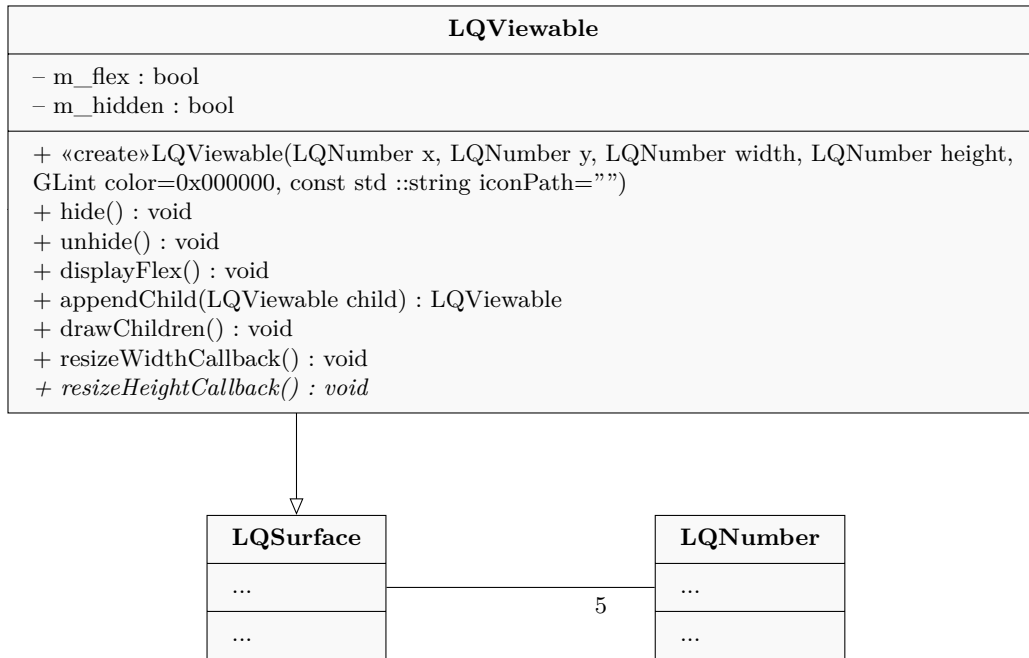 LQViewable
– m_flex : bool
– m_hidden : bool
+ «create»LQViewable(LQNumber x, LQNumber y, LQNumber width, LQNumber height,
GLint color=0x000000, const std ::string iconPath=””)
+ hide() : void
+ unhide() : void
+ displayFlex() : void
+ appendChild(LQViewable child) : LQViewable
+ drawChildren() : void
+ resizeWidthCallback() : void
+ resizeHeightCallback() : void
LQSurface
...
...
5
LQNumber
...
...